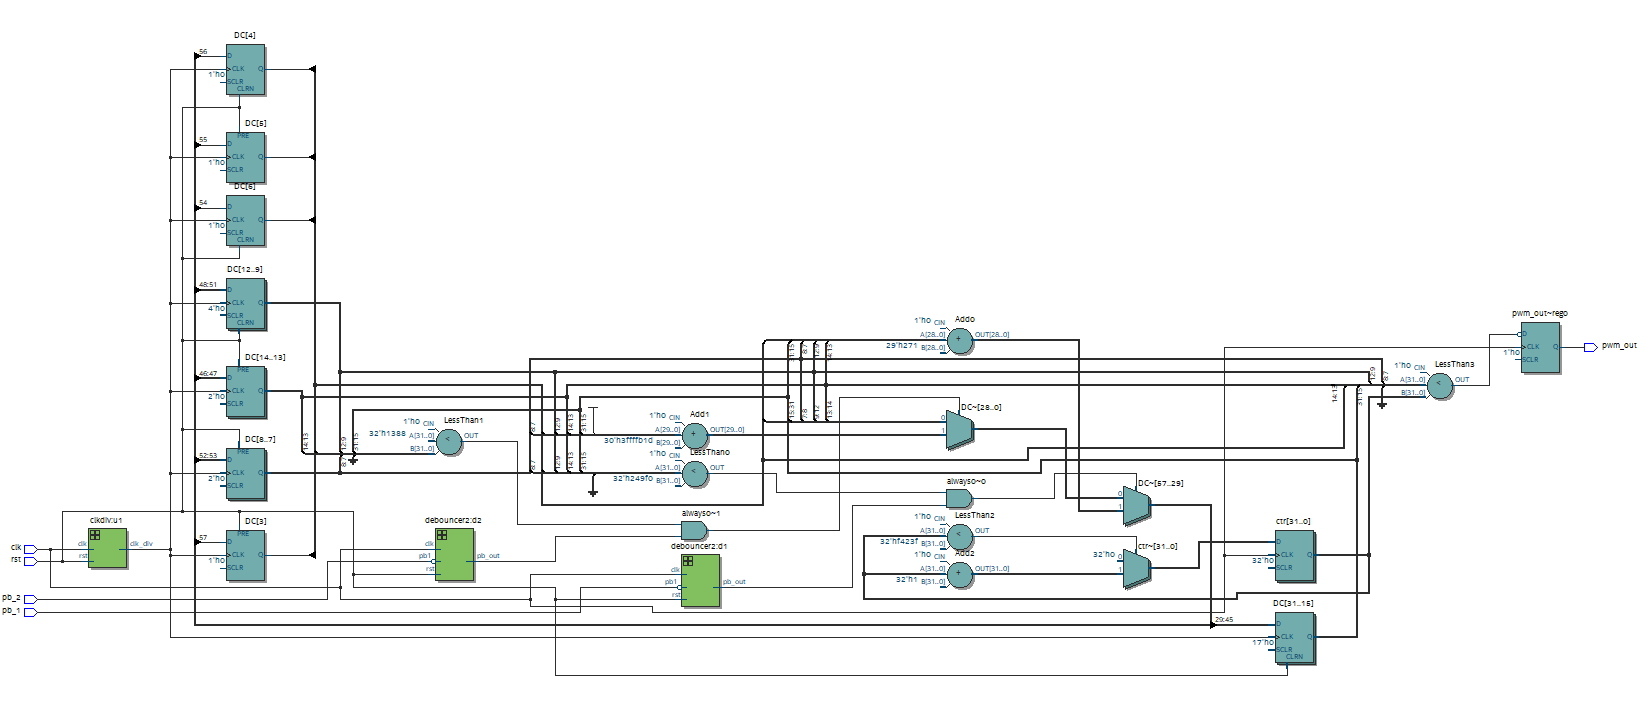 DC[4]
56
D
CLK
Q
1'h0
SCLR
CLRN
DC[5]
PRE
55
D
CLK
Q
1'h0
SCLR
DC[6]
54
D
CLK
Q
1'h0
SCLR
CLRN
DC[12..9]
48:51
D
CLK
Q
4'h0
SCLR
CLRN
DC[14..13]
PRE
46:47
D
CLK
Q
2'h0
SCLR
DC[8..7]
PRE
52:53
D
CLK
Q
2'h0
SCLR
DC[3]
PRE
57
D
CLK
Q
1'h0
SCLR
clkdiv:u1
clk
rst
clk_div
clk
rst
pb_2
pb_1
14:13
8:7
12:9
31:15
LessThan1
1'h0 CIN
32'h1388 A[31..0]
B[31..0]
OUT
debouncer2:d2
clk
pb1
rst
pb_out
8:7
12:9
14:13
31:15
Add1
1'h0 CIN
A[29..0]
30'h3ffffb1d B[29..0]
OUT[29..0]
8:7
12:9
14:13
31:15
LessThan0
1'h0 CIN
A[31..0]
32'h249f0 B[31..0]
OUT
always0~1
debouncer2:d1
clk
pb1
rst
pb_out
31:15
8:7
12:9
14:13
15:31
7:8
9:12
13:14
Add0
1'h0 CIN
A[28..0]
29'h271 B[28..0]
OUT[28..0]
DC~[28..0]
0
1
always0~0
LessThan2
1'h0 CIN
A[31..0]
32'hf423f B[31..0]
OUT
Add2
1'h0 CIN
A[31..0]
32'h1 B[31..0]
OUT[31..0]
DC~[57..29]
0
1
ctr~[31..0]
32'h0
0
1
29:45
ctr[31..0]
D
CLK
Q
32'h0
SCLR
DC[31..15]
D
CLK
Q
17'h0
SCLR
CLRN
14:13
31:15
12:9
8:7
LessThan3
1'h0 CIN
A[31..0]
B[31..0]
OUT
pwm_out~reg0
D
CLK
Q
1'h0
SCLR
pwm_out